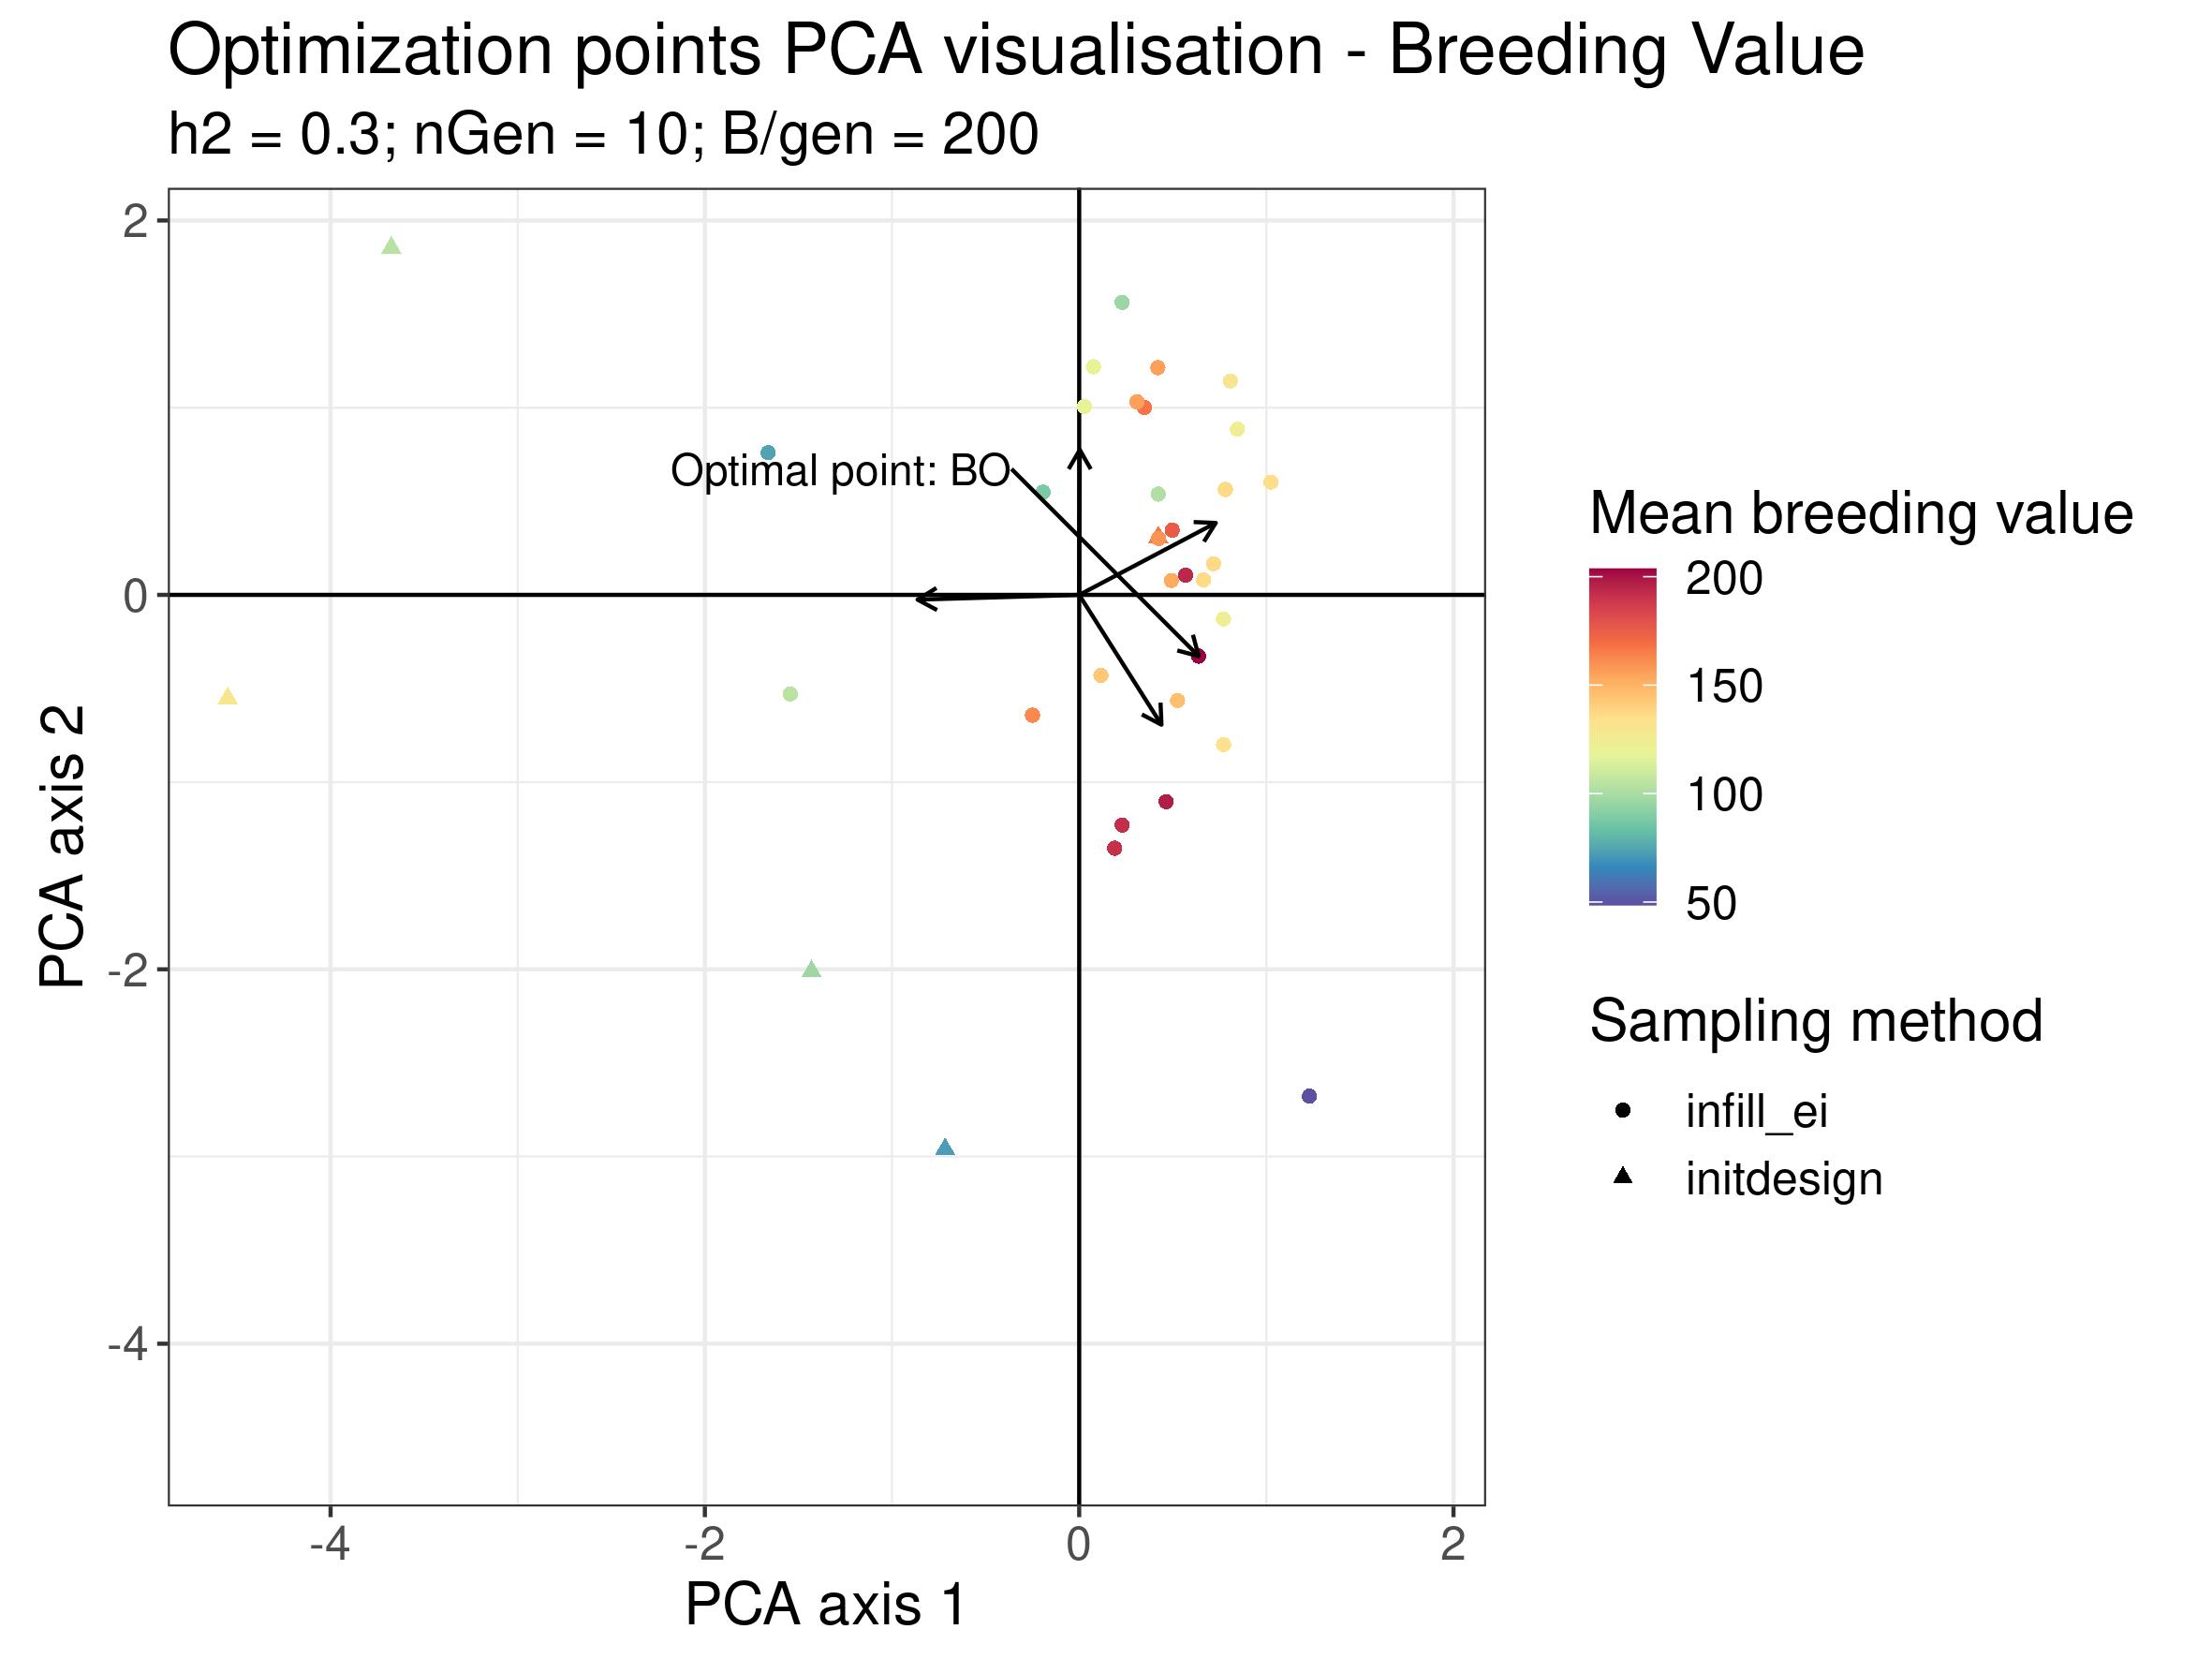 Optimization points PCA visualisation - Breeding Value
h2 = 0.3; nGen = 10; B/gen = 200
PCA axis 2
2
0
-2
-4
Optimal point: BO
-4
-2
0
2
PCA axis 1
Mean breeding value
200
150
100
50
Sampling method
infill_ei
initdesign